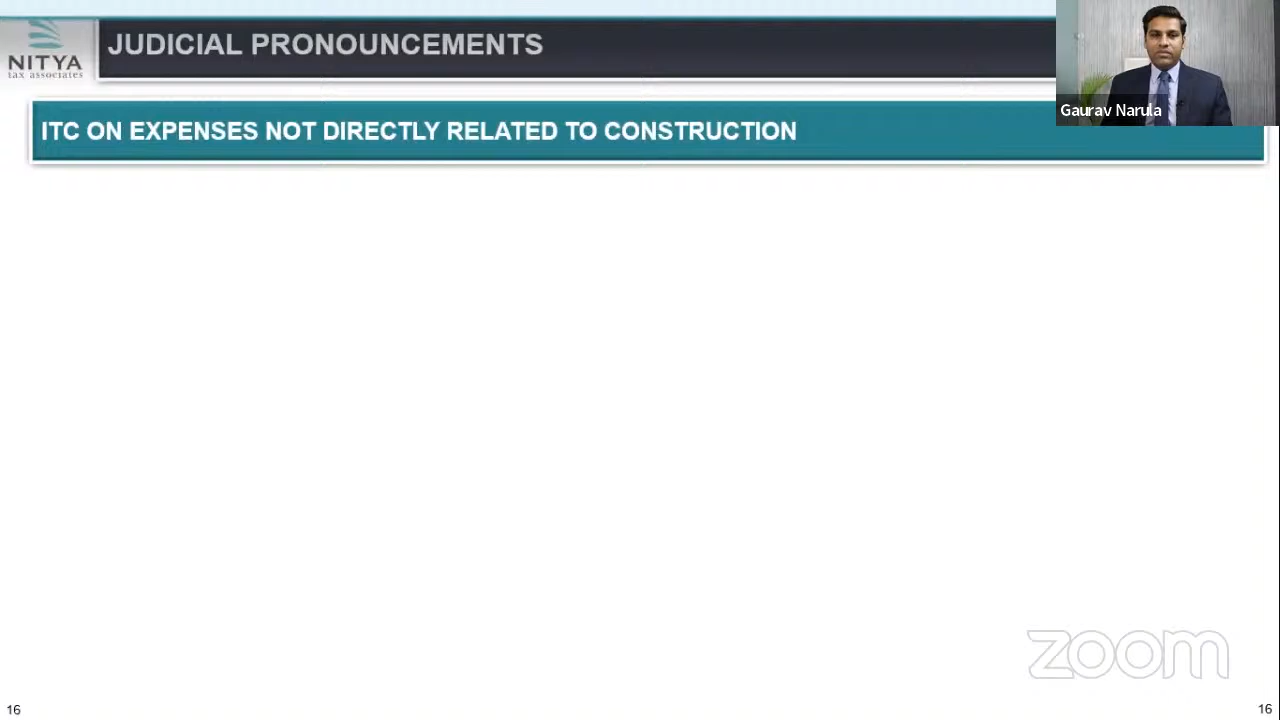 JUDICIAL PRONOUNCEMENTS
NITYA
tax associates
Gaurav Narula
ITC ON EXPENSES NOT DIRECTLY RELATED TO CONSTRUCTION
zoom
16
16